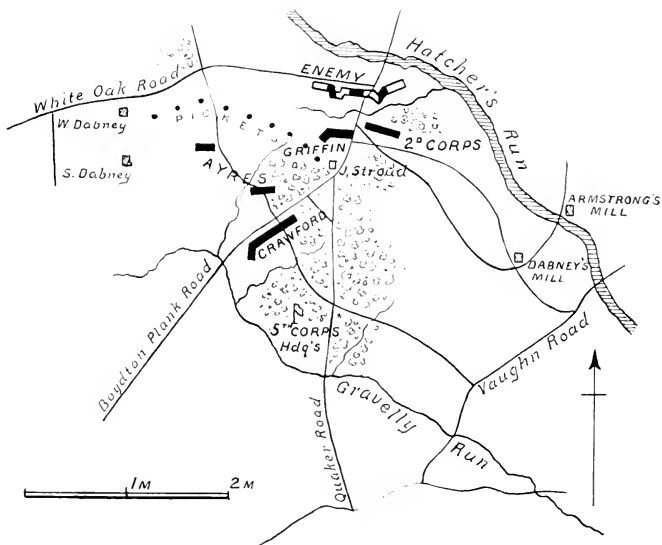 Hatcher's Run
ENEMY
White Oak Road
W. Dabney
PICKETS
S. Dabney
AYRES
GRIFFIN
2D CORPS
J. Stroud
ARMSTRONG'S
MILL
CRAWFORD
DABNEY'S
MILL
Boydton Plank Road
5TH CORPS
Hdq's
Vaughn Road
Gravelly Run
Quaker Road
1M 2M